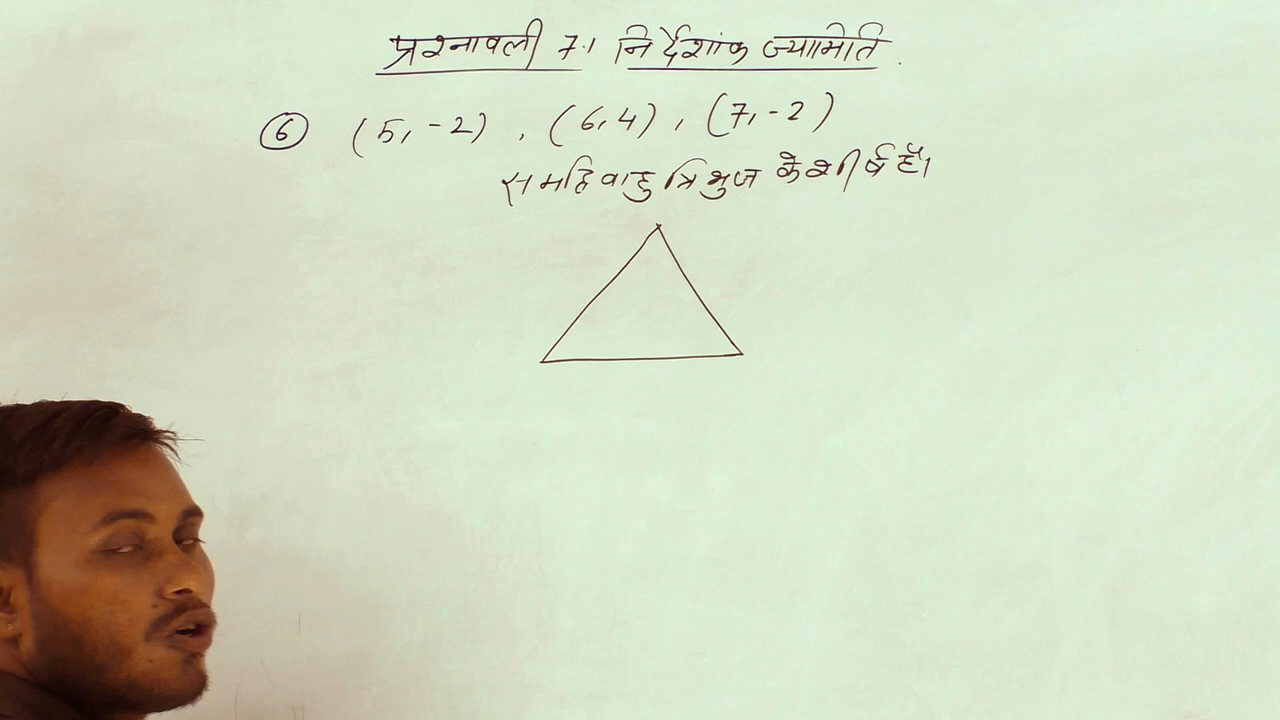 प्रश्नावली 7.1 निर्देशांक ज्यामिति
⑥ (5, -2) , (6, 4) , (7, -2)
समद्विवाहु त्रिभुज के शीर्ष हैं।